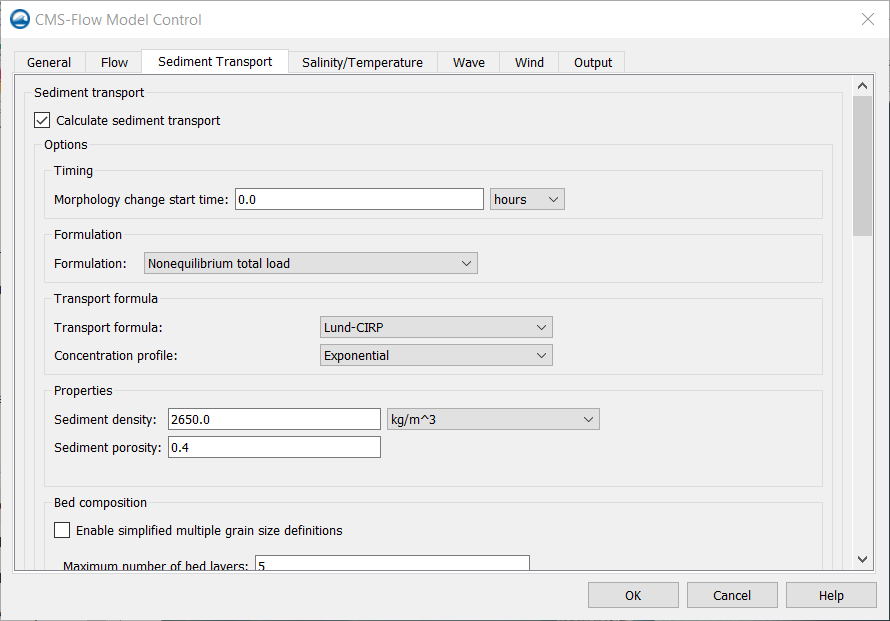 CMS-Flow Model Control
General Flow Sediment Transport Salinity/Temperature Wave Wind Output
Sediment transport
Calculate sediment transport
Options
Timing
Morphology change start time: 0.0 hours
Formulation
Formulation: Nonequilibrium total load
Transport formula
Transport formula: Lund-CIRP
Concentration profile: Exponential
Properties
Sediment density: 2650.0 kg/m^3
Sediment porosity: 0.4
Bed composition
Enable simplified multiple grain size definitions
Maximum number of bed layers: 5
OK Cancel Help